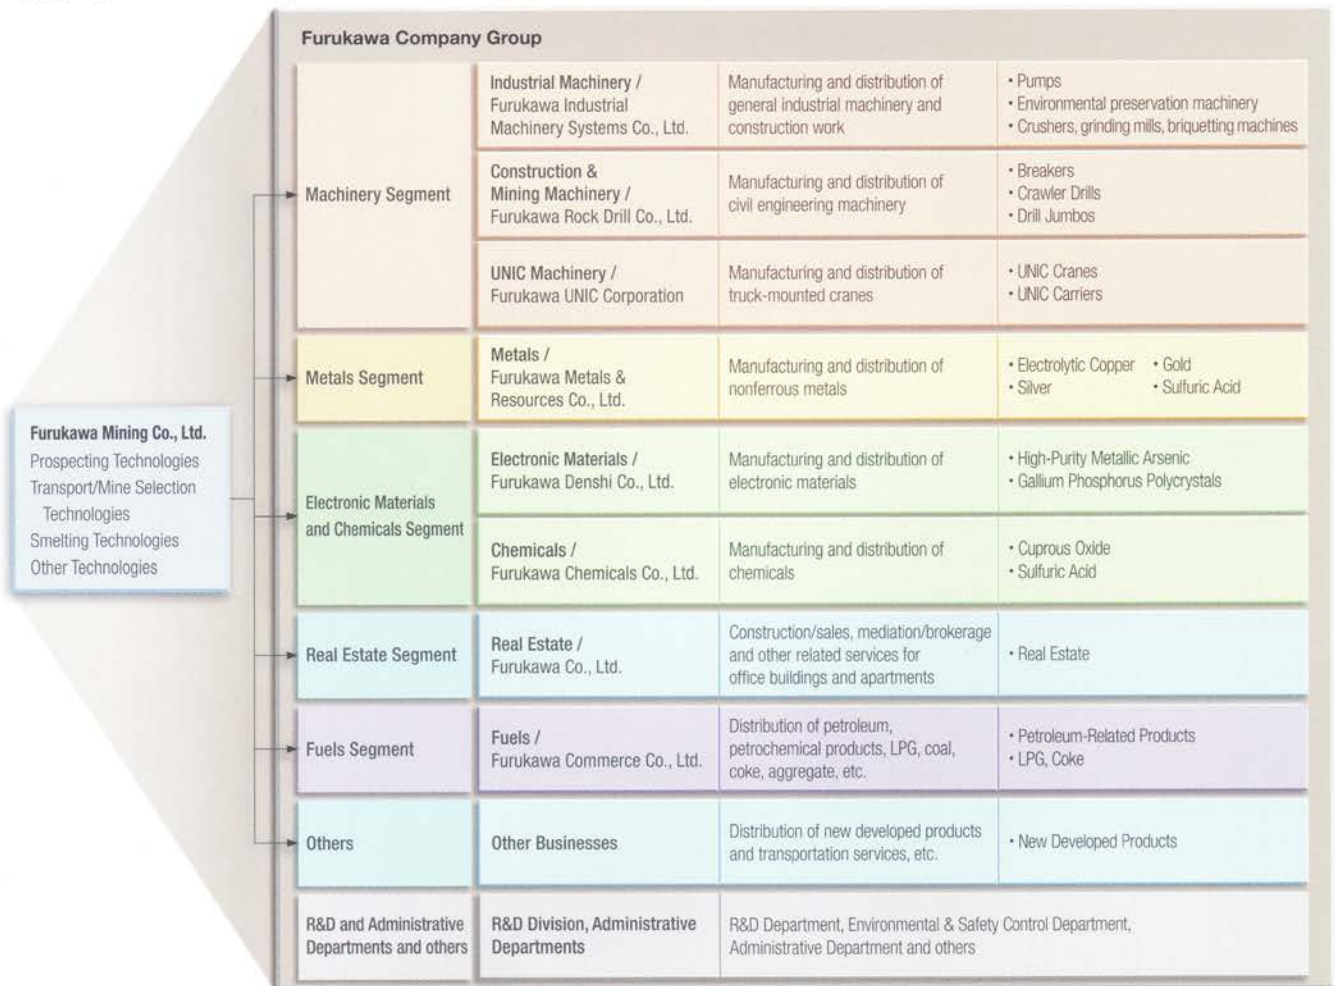 Furukawa Company Group
Furukawa Mining Co., Ltd.
Prospecting Technologies
Transport/Mine Selection
Technologies
Smelting Technologies
Other Technologies
Machinery Segment
Industrial Machinery /
Furukawa Industrial
Machinery Systems Co., Ltd.
Manufacturing and distribution of
general industrial machinery and
construction work
• Pumps
• Environmental preservation machinery
• Crushers, grinding mills, briquetting machines
Construction &
Mining Machinery /
Furukawa Rock Drill Co., Ltd.
Manufacturing and distribution of
civil engineering machinery
• Breakers
• Crawler Drills
• Drill Jumbos
UNIC Machinery /
Furukawa UNIC Corporation
Manufacturing and distribution of
truck-mounted cranes
• UNIC Cranes
• UNIC Carriers
Metals Segment
Metals /
Furukawa Metals &
Resources Co., Ltd.
Manufacturing and distribution of
nonferrous metals
• Electrolytic Copper • Gold
• Silver • Sulfuric Acid
Electronic Materials
and Chemicals Segment
Electronic Materials /
Furukawa Denshi Co., Ltd.
Manufacturing and distribution of
electronic materials
• High-Purity Metallic Arsenic
• Gallium Phosphorus Polycrystals
Chemicals /
Furukawa Chemicals Co., Ltd.
Manufacturing and distribution of
chemicals
• Cuprous Oxide
• Sulfuric Acid
Real Estate Segment
Real Estate /
Furukawa Co., Ltd.
Construction/sales, mediation/brokerage
and other related services for
office buildings and apartments
• Real Estate
Fuels Segment
Fuels /
Furukawa Commerce Co., Ltd.
Distribution of petroleum,
petrochemical products, LPG, coal,
coke, aggregate, etc.
• Petroleum-Related Products
• LPG, Coke
Others
Other Businesses
Distribution of new developed products
and transportation services, etc.
• New Developed Products
R&D and Administrative
Departments and others
R&D Division, Administrative
Departments
R&D Department, Environmental & Safety Control Department,
Administrative Department and others